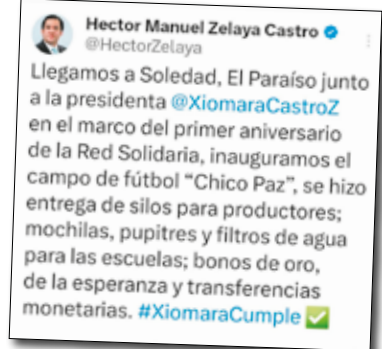 Hector Manuel Zelaya Castro
@HectorZelaya
Llegamos a Soledad, El Paraíso junto
a la presidenta @XiomaraCastroZ
en el marco del primer aniversario
de la Red Solidaria, inauguramos el
campo de fútbol “Chico Paz”, se hizo
entrega de silos para productores;
mochilas, pupitres y filtros de agua
para las escuelas; bonos de oro,
de la esperanza y transferencias
monetarias. #XiomaraCumple ✅